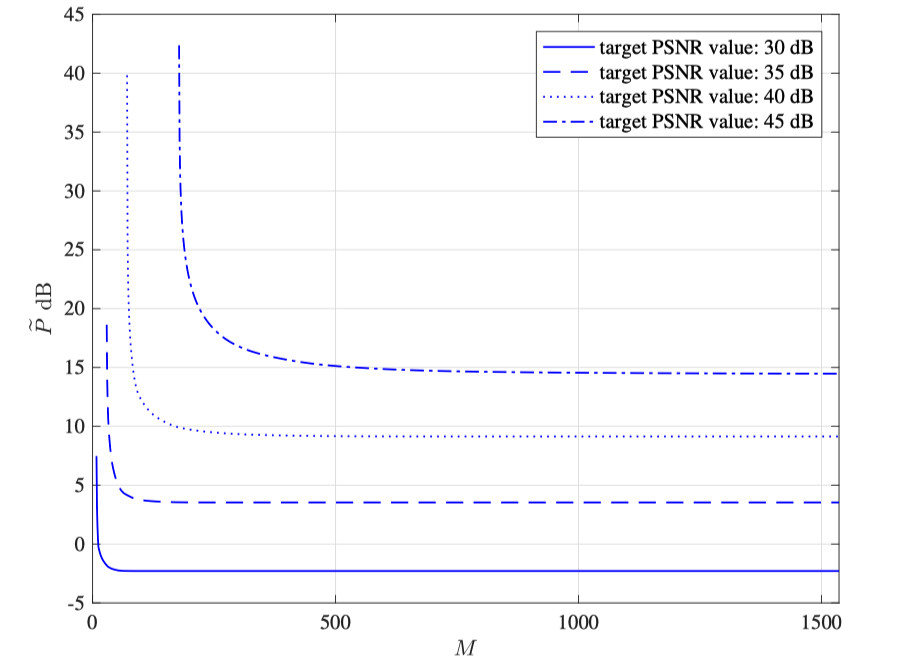 45
40
35
30
25
20
15
10
5
0
-5
P̃ dB
target PSNR value: 30 dB
target PSNR value: 35 dB
target PSNR value: 40 dB
target PSNR value: 45 dB
0 500 1000 1500
M